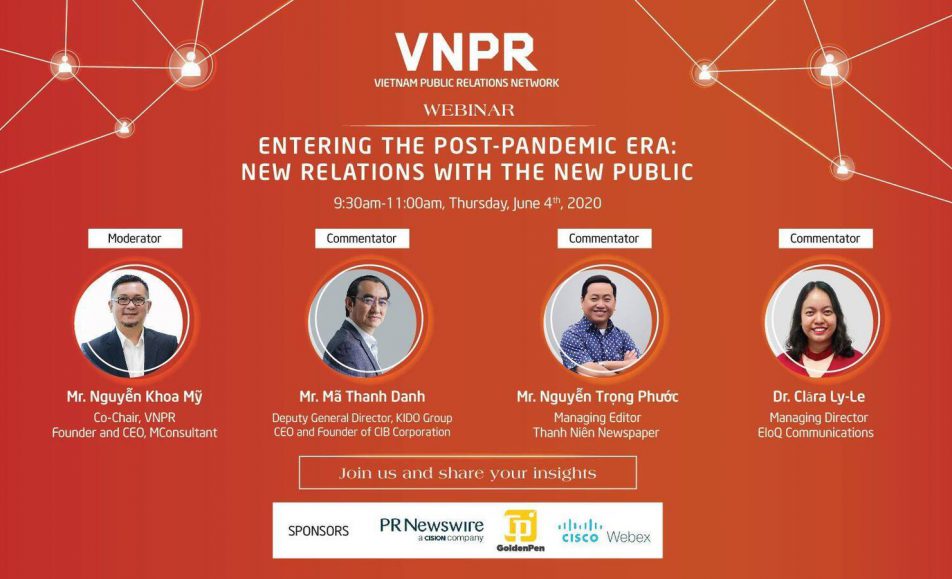 VNPR
VIETNAM PUBLIC RELATIONS NETWORK
WEBINAR
ENTERING THE POST-PANDEMIC ERA:
NEW RELATIONS WITH THE NEW PUBLIC
9:30am-11:00am, Thursday, June 4th, 2020
Moderator
Mr. Nguyễn Khoa Mỹ
Co-Chair, VNPR
Founder and CEO, MConsultant
Commentator
Mr. Mã Thanh Danh
Deputy General Director, KIDO Group
CEO and Founder of CIB Corporation
Commentator
Mr. Nguyễn Trọng Phước
Managing Editor
Thanh Niên Newspaper
Commentator
Dr. Clāra Ly-Le
Managing Director
EloQ Communications
Join us and share your insights
SPONSORS
PR Newswire
a CISION company
GoldenPen
CISCO Webex